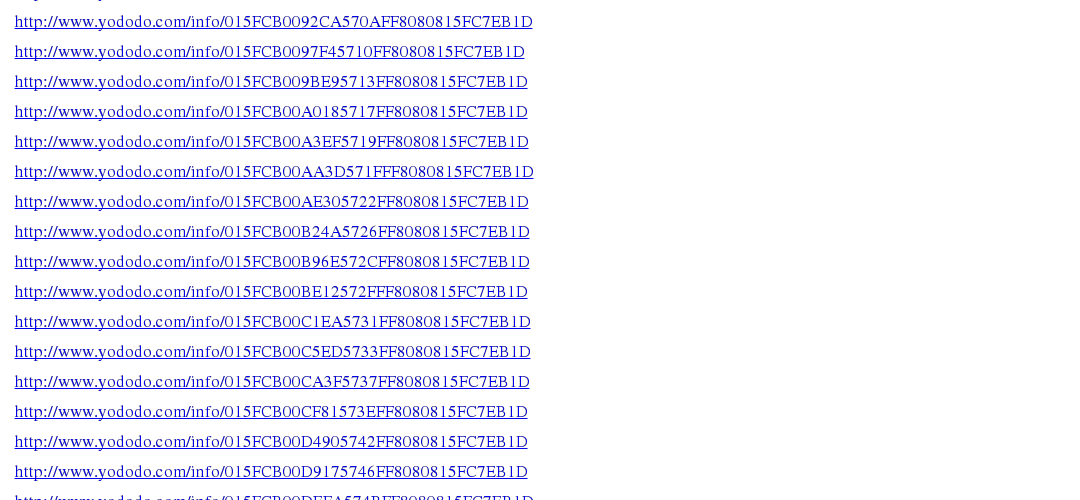 http://www.yododo.com/info/015FCB0092CA570AFF8080815FC7EB1D
http://www.yododo.com/info/015FCB0097F45710FF8080815FC7EB1D
http://www.yododo.com/info/015FCB009BE95713FF8080815FC7EB1D
http://www.yododo.com/info/015FCB00A0185717FF8080815FC7EB1D
http://www.yododo.com/info/015FCB00A3EF5719FF8080815FC7EB1D
http://www.yododo.com/info/015FCB00AA3D571FFF8080815FC7EB1D
http://www.yododo.com/info/015FCB00AE305722FF8080815FC7EB1D
http://www.yododo.com/info/015FCB00B24A5726FF8080815FC7EB1D
http://www.yododo.com/info/015FCB00B96E572CFF8080815FC7EB1D
http://www.yododo.com/info/015FCB00BE12572FFF8080815FC7EB1D
http://www.yododo.com/info/015FCB00C1EA5731FF8080815FC7EB1D
http://www.yododo.com/info/015FCB00C5ED5733FF8080815FC7EB1D
http://www.yododo.com/info/015FCB00CA3F5737FF8080815FC7EB1D
http://www.yododo.com/info/015FCB00CF81573EFF8080815FC7EB1D
http://www.yododo.com/info/015FCB00D4905742FF8080815FC7EB1D
http://www.yododo.com/info/015FCB00D9175746FF8080815FC7EB1D